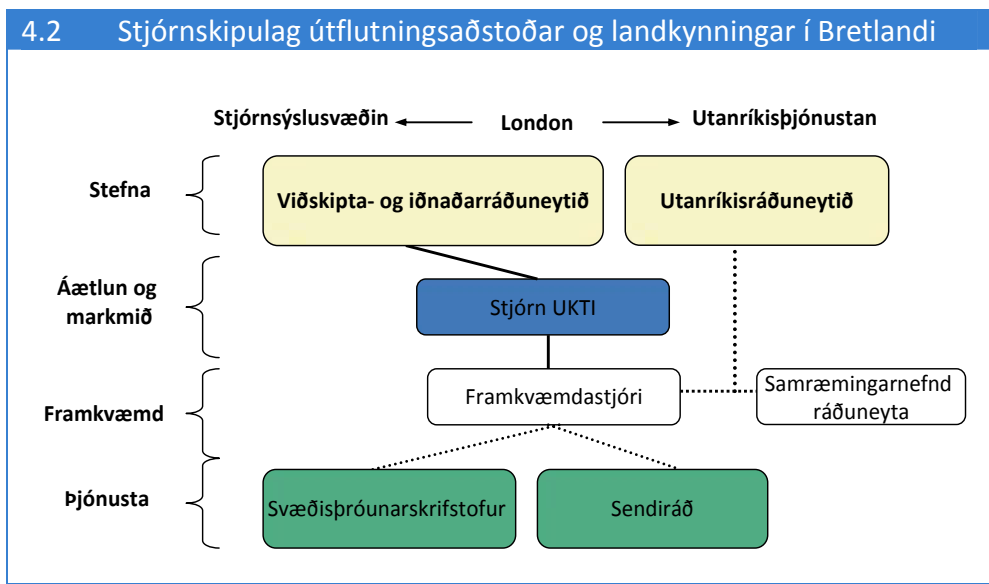 4.2 Stjórnskipulag útflutningsaðstoðar og landkynningar í Bretlandi
Stjórnsýslusvæðin London Utanríkisþjónustan
Stefna
Viðskipta- og iðnaðarráðuneytið
Utanríkisráðuneytið
Áætlun og
markmið
Stjórn UKTI
Framkvæmd
Framkvæmdastjóri
Samræmingarnefnd
ráðuneyta
Þjónusta
Svæðisþróunarskrifstofur
Sendiráð